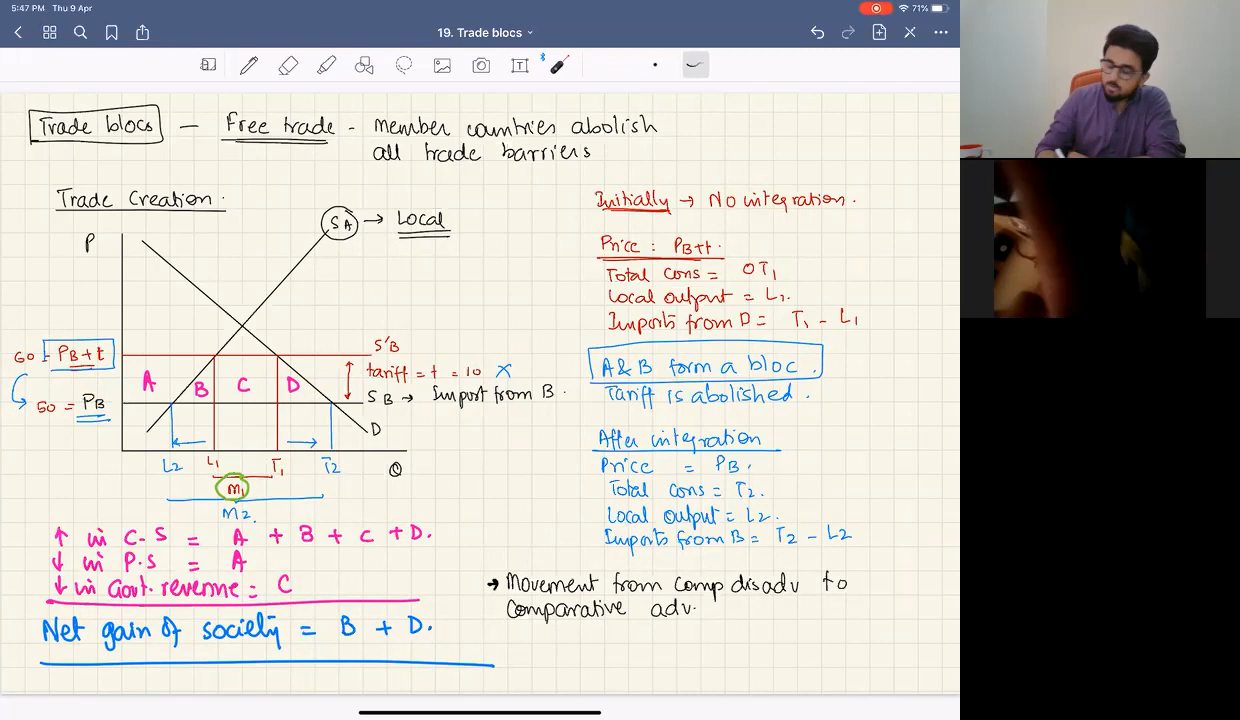 5:47 PM Thu 9 Apr
71%
19. Trade blocs
Trade blocs — Free trade - member countries abolish
all trade barriers
Trade Creation.
SA → Local
P
S'B
60 = PB+t
tariff = t = 10 X
A B C D
50 = PB
SB → Import from B.
D
L2 L1 T1 T2 Q
M1
M2.
↑ in C.S = A + B + C + D.
↓ in P.S = A
↓ in Govt. revenue = C
Net gain of society = B + D.
Initially → No integration.
Price : PB+t.
Total cons = OT1
Local output = L1.
Imports from D = T1 - L1
A & B form a bloc.
Tariff is abolished.
After integration
Price = PB.
Total cons = T2.
Local output = L2.
Imports from B = T2 - L2
→ Movement from comp disadv to
comparative adv.